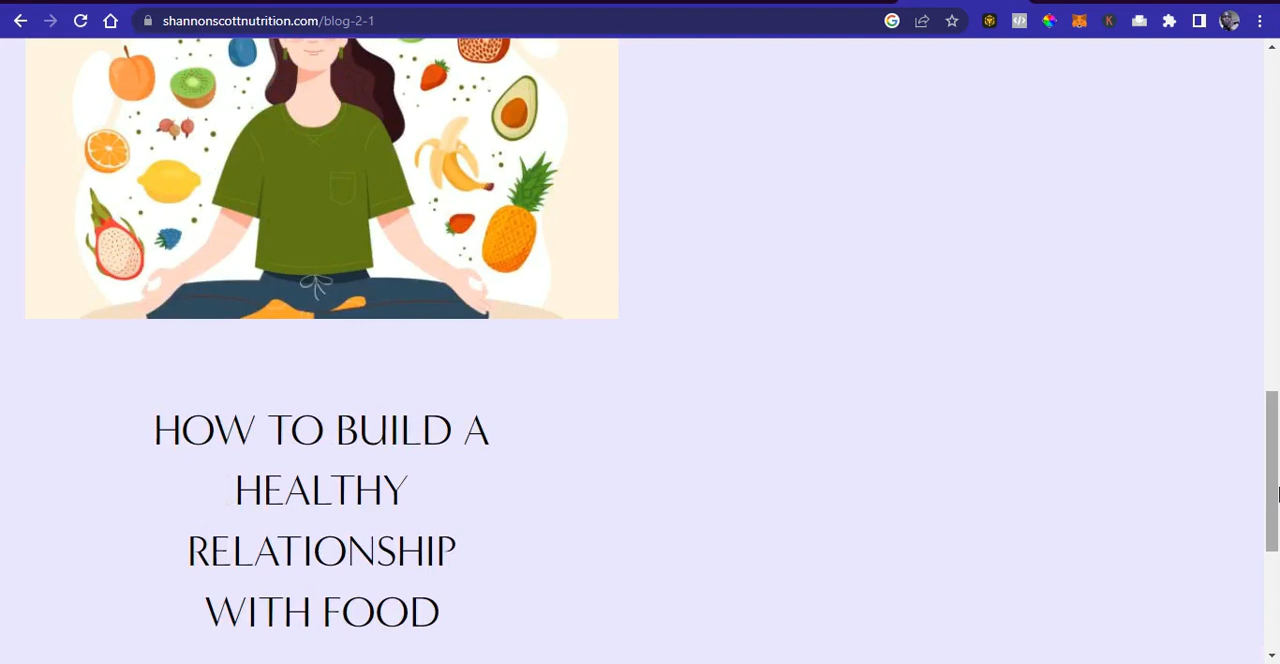 shannonscottnutrition.com/blog-2-1
HOW TO BUILD A
HEALTHY
RELATIONSHIP
WITH FOOD